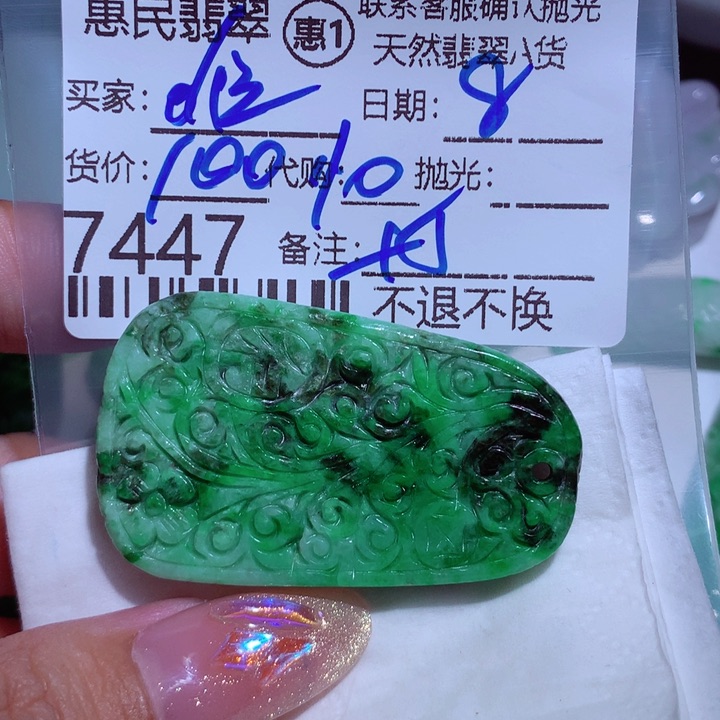 惠民翡翠 惠1 联系客服确认抛光
天然翡翠A货
买家： 日期：8
货价：100 代购：10 抛光：
7447 备注：
不退不换